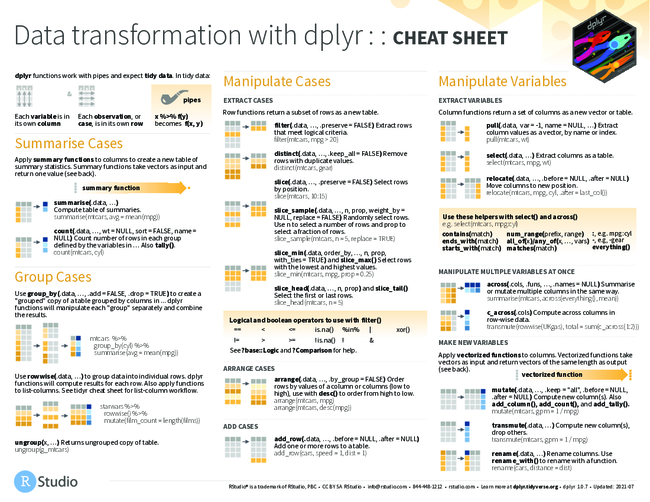 Data transformation with dplyr : : CHEAT SHEET
dplyr
dplyr functions work with pipes and expect tidy data. In tidy data:
&
pipes
Each variable is in
its own column
Each observation, or
case, is in its own row
x %>% f(y)
becomes f(x, y)
Summarise Cases
Apply summary functions to columns to create a new table of
summary statistics. Summary functions take vectors as input and
return one value (see back).
summary function
summarise(.data, …)
Compute table of summaries.
summarise(mtcars, avg = mean(mpg))
count(.data, …, wt = NULL, sort = FALSE, name =
NULL) Count number of rows in each group
defined by the variables in … Also tally().
count(mtcars, cyl)
Group Cases
Use group_by(.data, …, .add = FALSE, .drop = TRUE) to create a
"grouped" copy of a table grouped by columns in ... dplyr
functions will manipulate each "group" separately and combine
the results.
mtcars %>%
group_by(cyl) %>%
summarise(avg = mean(mpg))
Use rowwise(.data, …) to group data into individual rows. dplyr
functions will compute results for each row. Also apply functions
to list-columns. See tidyr cheat sheet for list-column workflow.
starwars %>%
rowwise() %>%
mutate(film_count = length(films))
ungroup(x, …) Returns ungrouped copy of table.
ungroup(g_mtcars)
Manipulate Cases
EXTRACT CASES
Row functions return a subset of rows as a new table.
filter(.data, …, .preserve = FALSE) Extract rows
that meet logical criteria.
filter(mtcars, mpg > 20)
distinct(.data, …, .keep_all = FALSE) Remove
rows with duplicate values.
distinct(mtcars, gear)
slice(.data, …, .preserve = FALSE) Select rows
by position.
slice(mtcars, 10:15)
slice_sample(.data, …, n, prop, weight_by =
NULL, replace = FALSE) Randomly select rows.
Use n to select a number of rows and prop to
select a fraction of rows.
slice_sample(mtcars, n = 5, replace = TRUE)
slice_min(.data, order_by, …, n, prop,
with_ties = TRUE) and slice_max() Select rows
with the lowest and highest values.
slice_min(mtcars, mpg, prop = 0.25)
slice_head(.data, …, n, prop) and slice_tail()
Select the first or last rows.
slice_head(mtcars, n = 5)
Logical and boolean operators to use with filter()
== < <= is.na() %in% | xor()
!= > >= !is.na() ! &
See ?base::Logic and ?Comparison for help.
ARRANGE CASES
arrange(.data, …, .by_group = FALSE) Order
rows by values of a column or columns (low to
high), use with desc() to order from high to low.
arrange(mtcars, mpg)
arrange(mtcars, desc(mpg))
ADD CASES
add_row(.data, …, .before = NULL, .after = NULL)
Add one or more rows to a table.
add_row(cars, speed = 1, dist = 1)
Manipulate Variables
EXTRACT VARIABLES
Column functions return a set of columns as a new vector or table.
pull(.data, var = -1, name = NULL, …) Extract
column values as a vector, by name or index.
pull(mtcars, wt)
select(.data, …) Extract columns as a table.
select(mtcars, mpg, wt)
relocate(.data, …, .before = NULL, .after = NULL)
Move columns to new position.
relocate(mtcars, mpg, cyl, .after = last_col())
Use these helpers with select() and across()
e.g. select(mtcars, mpg:cyl)
contains(match) num_range(prefix, range) :, e.g. mpg:cyl
ends_with(match) all_of(x)/any_of(x, …, vars) -, e.g, -gear
starts_with(match) matches(match) everything()
MANIPULATE MULTIPLE VARIABLES AT ONCE
across(.cols, .funs, …, .names = NULL) Summarise
or mutate multiple columns in the same way.
summarise(mtcars, across(everything(), mean))
c_across(.cols) Compute across columns in
row-wise data.
transmute(rowwise(UKgas), total = sum(c_across(1:2)))
MAKE NEW VARIABLES
Apply vectorized functions to columns. Vectorized functions take
vectors as input and return vectors of the same length as output
(see back).
vectorized function
mutate(.data, …, .keep = "all", .before = NULL,
.after = NULL) Compute new column(s). Also
add_column(), add_count(), and add_tally().
mutate(mtcars, gpm = 1 / mpg)
transmute(.data, …) Compute new column(s),
drop others.
transmute(mtcars, gpm = 1 / mpg)
rename(.data, …) Rename columns. Use
rename_with() to rename with a function.
rename(cars, distance = dist)
R Studio
RStudio® is a trademark of RStudio, PBC • CC BY SA RStudio • info@rstudio.com • 844-448-1212 • rstudio.com • Learn more at dplyr.tidyverse.org • dplyr 1.0.7 • Updated: 2021-07